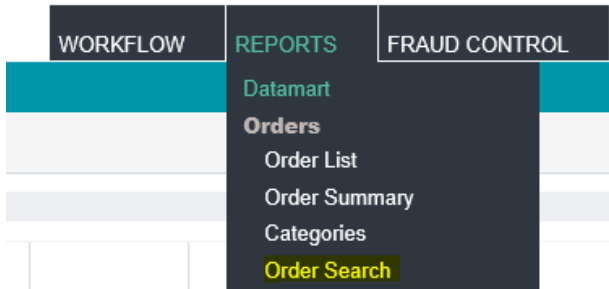 WORKFLOW REPORTS FRAUD CONTROL
Datamart
Orders
Order List
Order Summary
Categories
Order Search